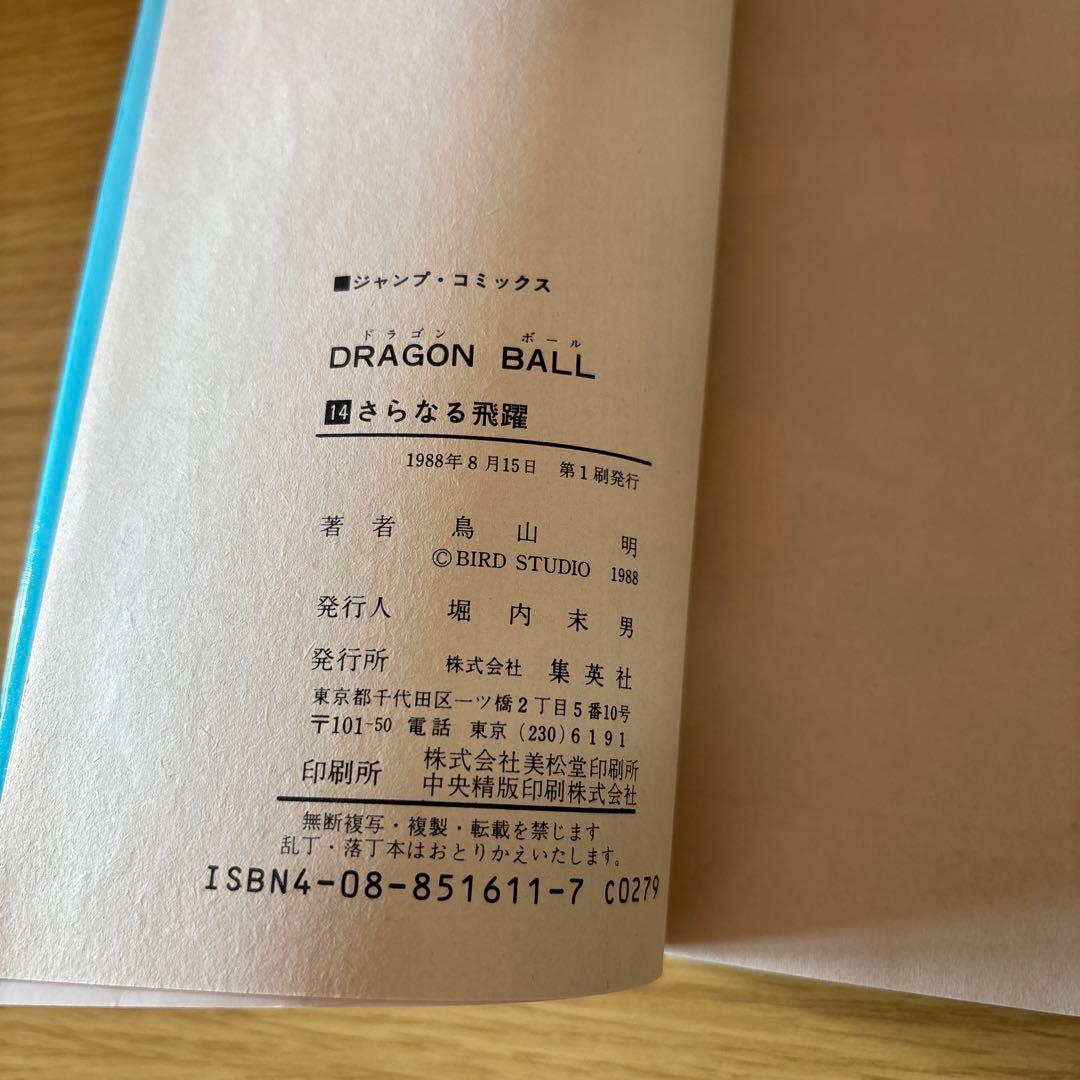 ■ジャンプ・コミックス
ドラゴン ボール
DRAGON BALL
14 さらなる飛躍
1988年8月15日 第1刷発行
著者 鳥山 明
©BIRD STUDIO 1988
発行人 堀内末男
発行所 株式会社 集英社
東京都千代田区一ツ橋2丁目5番10号
〒101-50 電話 東京(230)6191
印刷所 株式会社美松堂印刷所
中央精版印刷株式会社
無断複写・複製・転載を禁じます
乱丁・落丁本はおとりかえいたします。
ISBN4-08-851611-7 C0279